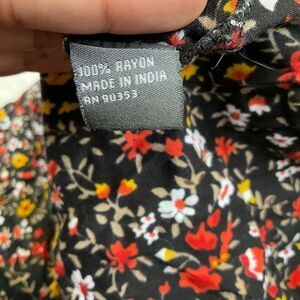 100% RAYON
MADE IN INDIA
RN 90353